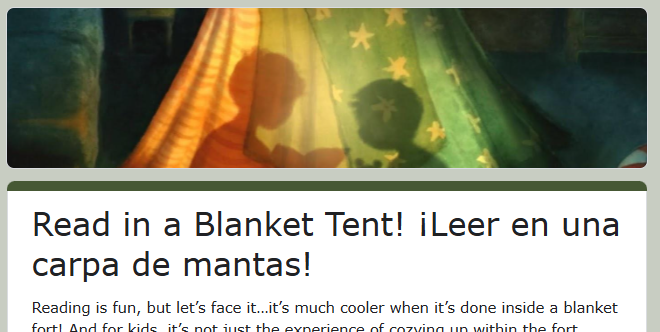 Read in a Blanket Tent! ¡Leer en una
carpa de mantas!
Reading is fun, but let’s face it...it’s much cooler when it’s done inside a blanket
fort! And for kids, it’s not just the experience of cozying up within the fort